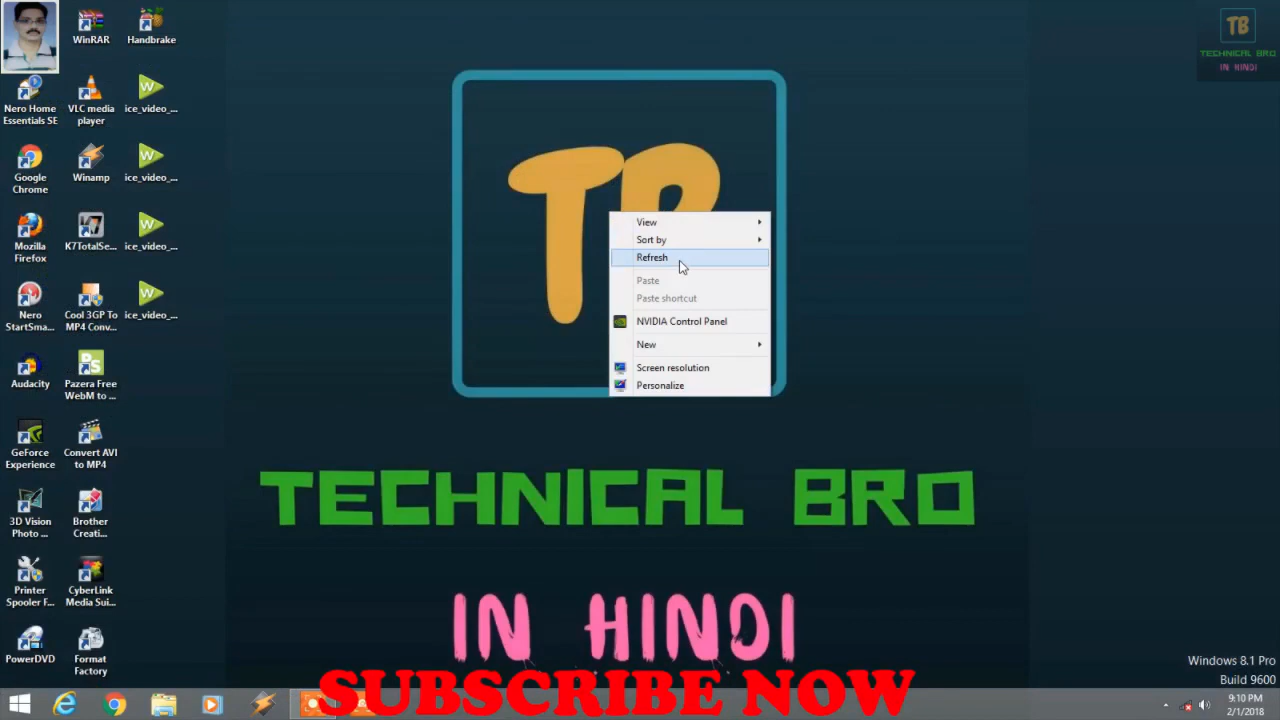 WinRAR
Handbrake
Nero Home
Essentials SE
VLC media
player
ice_video_...
Google
Chrome
Winamp
ice_video_...
Mozilla
Firefox
K7TotalSe...
ice_video_...
Nero
StartSma...
Cool 3GP To
MP4 Conv...
ice_video_...
Audacity
Pazera Free
WebM to ...
GeForce
Experience
Convert AVI
to MP4
3D Vision
Photo ...
Brother
Creati...
Printer
Spooler F...
CyberLink
Media Sui...
PowerDVD
Format
Factory
TB
TECHNICAL BRO
IN HINDI
TB
View
Sort by
Refresh
Paste
Paste shortcut
NVIDIA Control Panel
New
Screen resolution
Personalize
TECHNICAL BRO
IN HINDI
SUBSCRIBE NOW
Windows 8.1 Pro
Build 9600
9:10 PM
2/1/2018